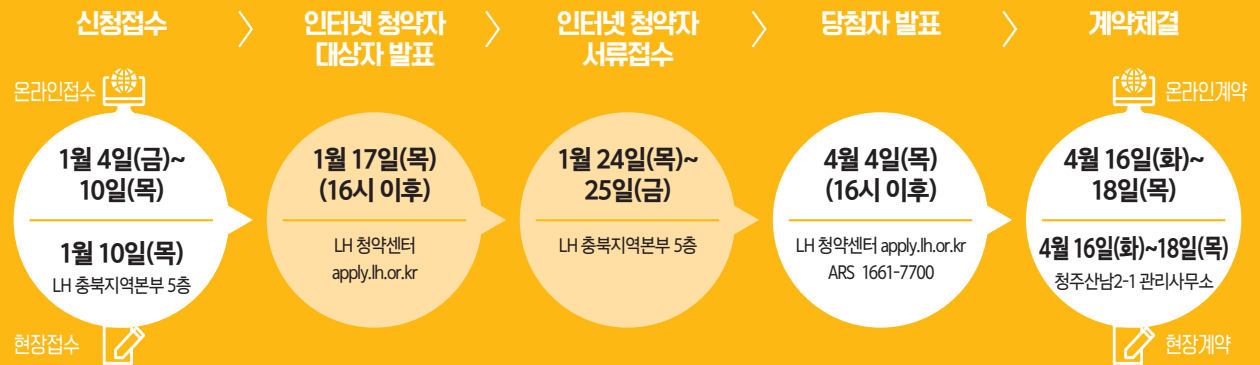 신청접수
인터넷 청약자
대상자 발표
인터넷 청약자
서류접수
당첨자 발표
계약체결
온라인접수
1월 4일(금)~
10일(목)
1월 10일(목)
LH 충북지역본부 5층
현장접수
1월 17일(목)
(16시 이후)
LH 청약센터
apply.lh.or.kr
1월 24일(목)~
25일(금)
LH 충북지역본부 5층
4월 4일(목)
(16시 이후)
LH 청약센터 apply.lh.or.kr
ARS 1661-7700
온라인계약
4월 16일(화)~
18일(목)
4월 16일(화)~18일(목)
청주산남2-1 관리사무소
현장계약